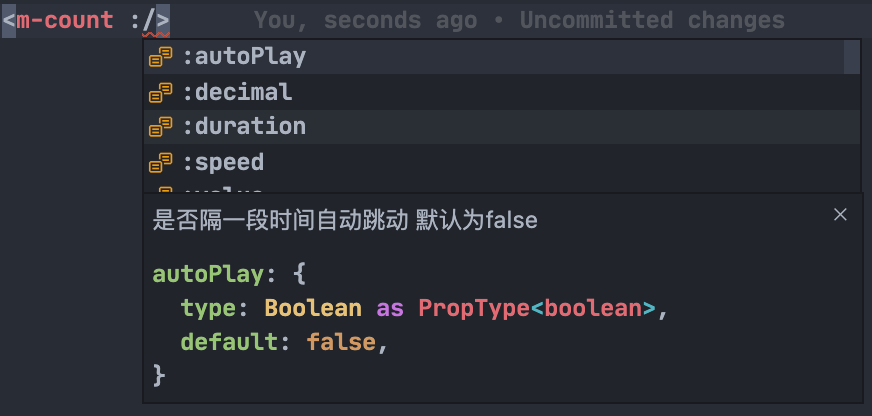 <m-count :/> You, seconds ago • Uncommitted changes
:autoPlay
:decimal
:duration
:speed
是否隔一段时间自动跳动 默认为false
autoPlay: {
type: Boolean as PropType<boolean>,
default: false,
}